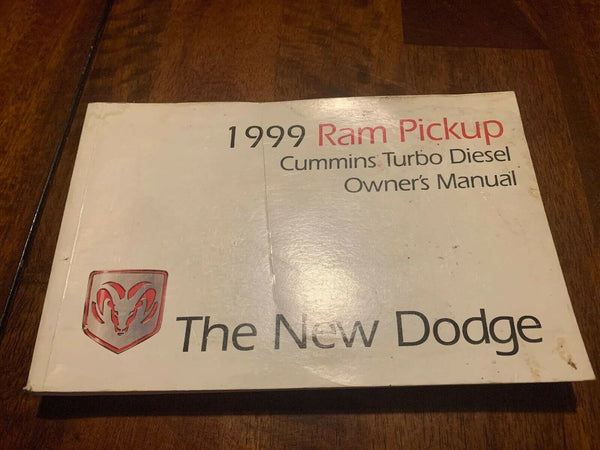 1999 Ram Pickup
Cummins Turbo Diesel
Owner's Manual
The New Dodge